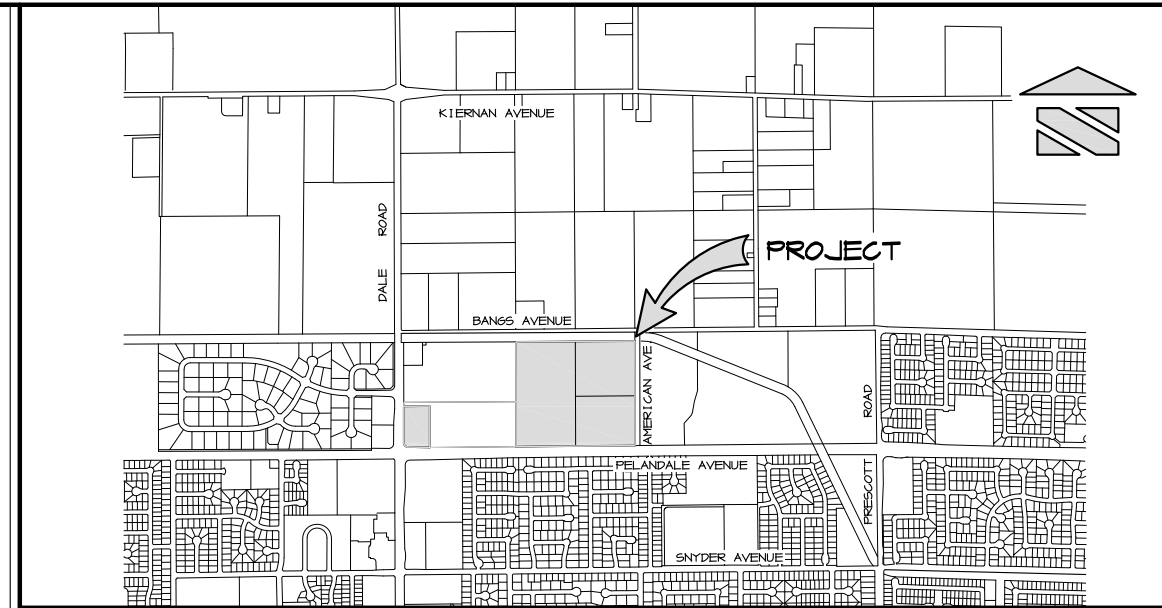 KIERNAN AVENUE
DALE ROAD
PROJECT
BANGS AVENUE
AMERICAN AVE
PRESCOTT ROAD
PELANDALE AVENUE
SNYDER AVENUE